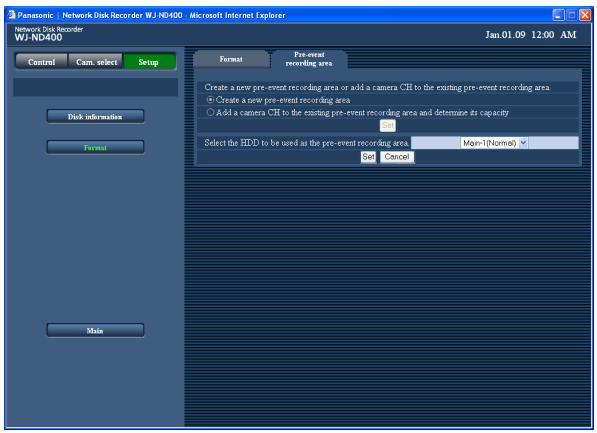 Panasonic | Network Disk Recorder WJ-ND400 - Microsoft Internet Explorer
Network Disk Recorder
WJ-ND400
Jan.01.09 12:00 AM
Control Cam. select Setup
Format Pre-event
recording area
Create a new pre-event recording area or add a camera CH to the existing pre-event recording area.
Create a new pre-event recording area
Add a camera CH to the existing pre-event recording area and determine its capacity
Set
Select the HDD to be used as the pre-event recording area. Main-1(Normal)
Set Cancel
Disk information
Format
Main